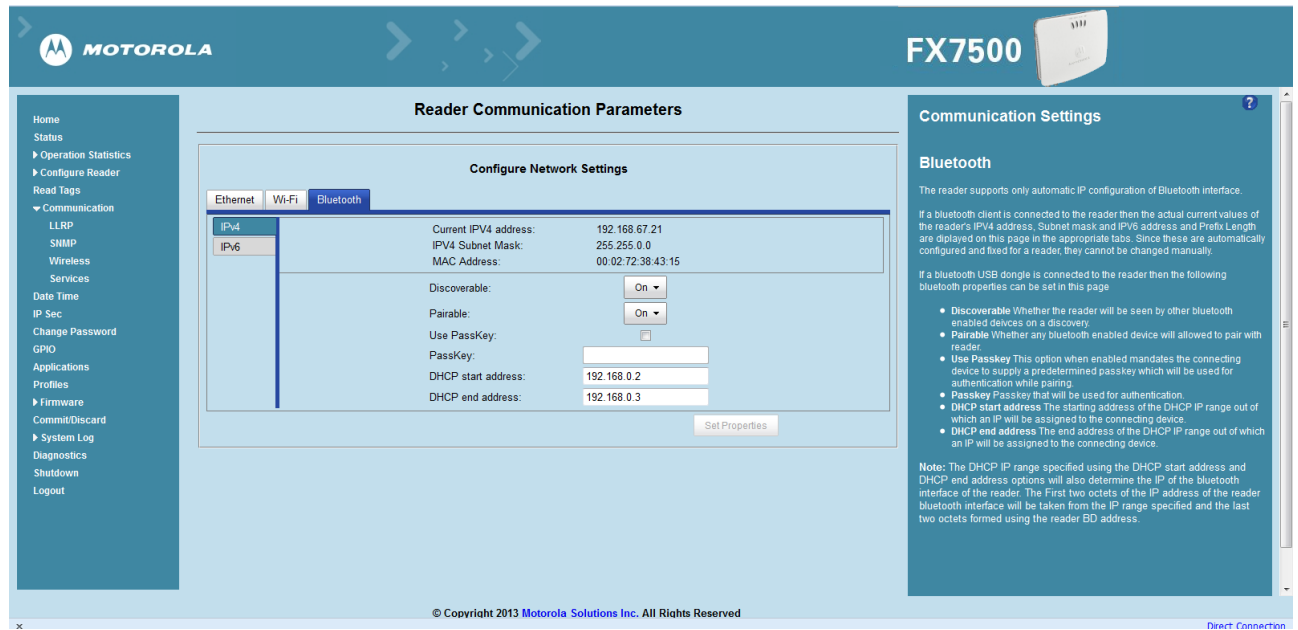 MOTOROLA
FX7500
Home
Status
Operation Statistics
Configure Reader
Read Tags
Communication
LLRP
SNMP
Wireless
Services
Date Time
IP Sec
Change Password
GPIO
Applications
Profiles
Firmware
Commit/Discard
System Log
Diagnostics
Shutdown
Logout
Reader Communication Parameters
Configure Network Settings
Ethernet Wi-Fi Bluetooth
IPv4
IPv6
Current IPV4 address: 192.168.67.21
IPV4 Subnet Mask: 255.255.0.0
MAC Address: 00:02:72:38:43:15
Discoverable: On
Pairable: On
Use PassKey:
PassKey:
DHCP start address: 192.168.0.2
DHCP end address: 192.168.0.3
Set Properties
?
Communication Settings
Bluetooth
The reader supports only automatic IP configuration of Bluetooth interface.
If a bluetooth client is connected to the reader then the actual current values of
the reader's IPV4 address, Subnet mask and IPV6 address and Prefix Length
are diplayed on this page in the appropriate tabs. Since these are automatically
configured and fixed for a reader, they cannot be changed manually.
If a bluetooth USB dongle is connected to the reader then the following
bluetooth properties can be set in this page
Discoverable Whether the reader will be seen by other bluetooth
enabled deivces on a discovery.
Pairable Whether any bluetooth enabled device will allowed to pair with
reader.
Use Passkey This option when enabled mandates the connecting
device to supply a predetermined passkey which will be used for
authentication while pairing.
Passkey Passkey that will be used for authentication.
DHCP start address The starting address of the DHCP IP range out of
which an IP will be assigned to the connecting device.
DHCP end address The end address of the DHCP IP range out of which
an IP will be assigned to the connecting device.
Note: The DHCP IP range specified using the DHCP start address and
DHCP end address options will also determine the IP of the bluetooth
interface of the reader. The First two octets of the IP address of the reader
bluetooth interface will be taken from the IP range specified and the last
two octets formed using the reader BD address.
© Copyright 2013 Motorola Solutions Inc. All Rights Reserved
x
Direct Connection